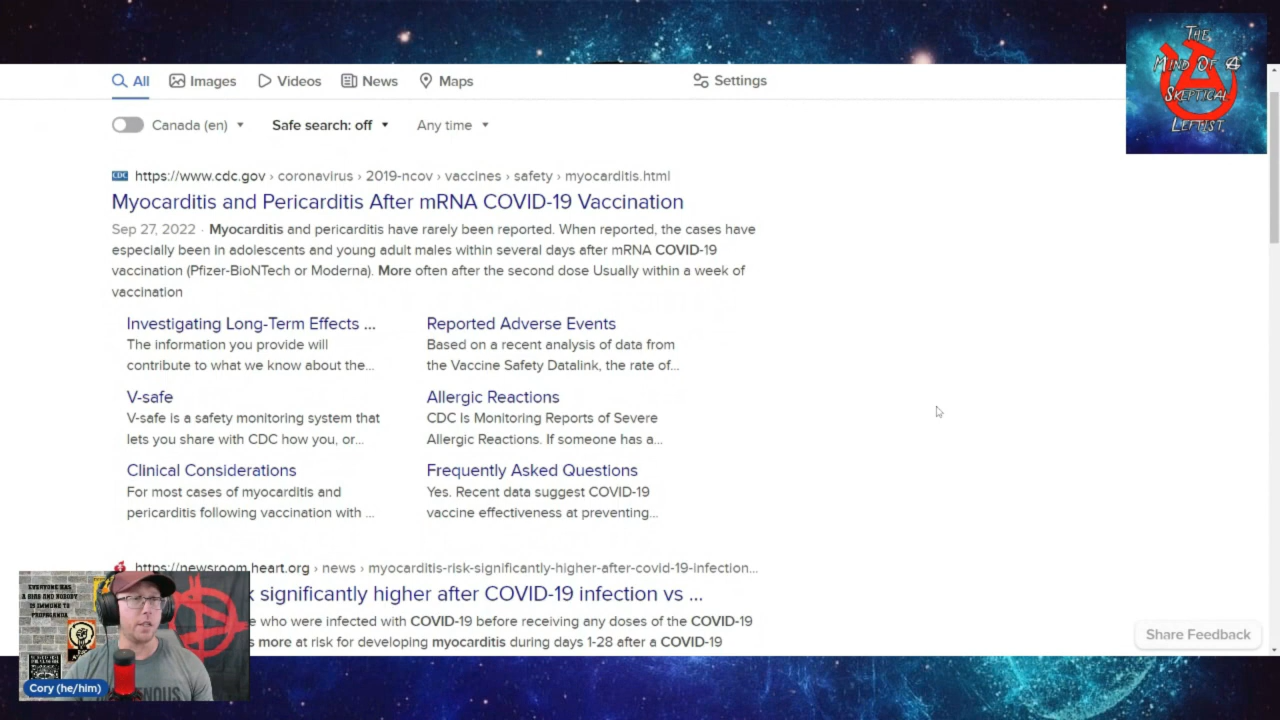 THE
MIND OF A
SKEPTICAL
LEFTIST
All Images Videos News Maps Settings
Canada (en) Safe search: off Any time
CDC https://www.cdc.gov › coronavirus › 2019-ncov › vaccines › safety › myocarditis.html
Myocarditis and Pericarditis After mRNA COVID-19 Vaccination
Sep 27, 2022 · Myocarditis and pericarditis have rarely been reported. When reported, the cases have
especially been in adolescents and young adult males within several days after mRNA COVID-19
vaccination (Pfizer-BioNTech or Moderna). More often after the second dose Usually within a week of
vaccination
Investigating Long-Term Effects ...
The information you provide will
contribute to what we know about the...
Reported Adverse Events
Based on a recent analysis of data from
the Vaccine Safety Datalink, the rate of...
V-safe
V-safe is a safety monitoring system that
lets you share with CDC how you, or...
Allergic Reactions
CDC Is Monitoring Reports of Severe
Allergic Reactions. If someone has a...
Clinical Considerations
For most cases of myocarditis and
pericarditis following vaccination with ...
Frequently Asked Questions
Yes. Recent data suggest COVID-19
vaccine effectiveness at preventing...
https://newsroom.heart.org › news › myocarditis-risk-significantly-higher-after-covid-19-infection...
significantly higher after COVID-19 infection vs ...
who were infected with COVID-19 before receiving any doses of the COVID-19
more at risk for developing myocarditis during days 1-28 after a COVID-19
Share Feedback
EVERYONE HAS
A BIAS AND NOBODY
IS IMMUNE TO
PROPAGANDA
Cory (he/him)